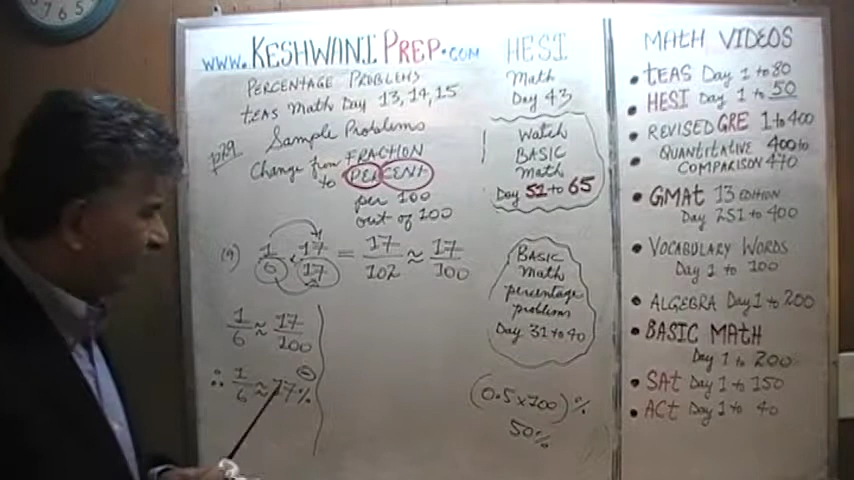 7 6 5
www.KESHWANIPREP.com
PERCENTAGE PROBLEMS
tEAS Math Day 13, 14, 15
p29 Sample Problems
Change from FRACTION
to PERCENT
per 100
out of 100
(9) 1/6 × 17/17 = 17/102 ≈ 17/100
1/6 ≈ 17/100
∴ 1/6 ≈ 17%
HESI
Math
Day 43
Watch
BASIC
Math
Day 51 to 65
BASIC
Math
percentage
problems
Day 31 to 40
(0.5 x 100) %
50%
MATH VIDEOS
• tEAS Day 1 to 80
• HESI Day 1 to 50
• REVISED GRE 1 to 400
• QUANTITATIVE 400 to
COMPARISON 470
• GMAt 13 EDITION
Day 251 to 400
• VOCABULARY WORDS
Day 1 to 100
• ALGEBRA Day 1 to 200
• BASIC MATH
Day 1 to 200
• SAt Day 1 to 150
• ACt Day 1 to 40